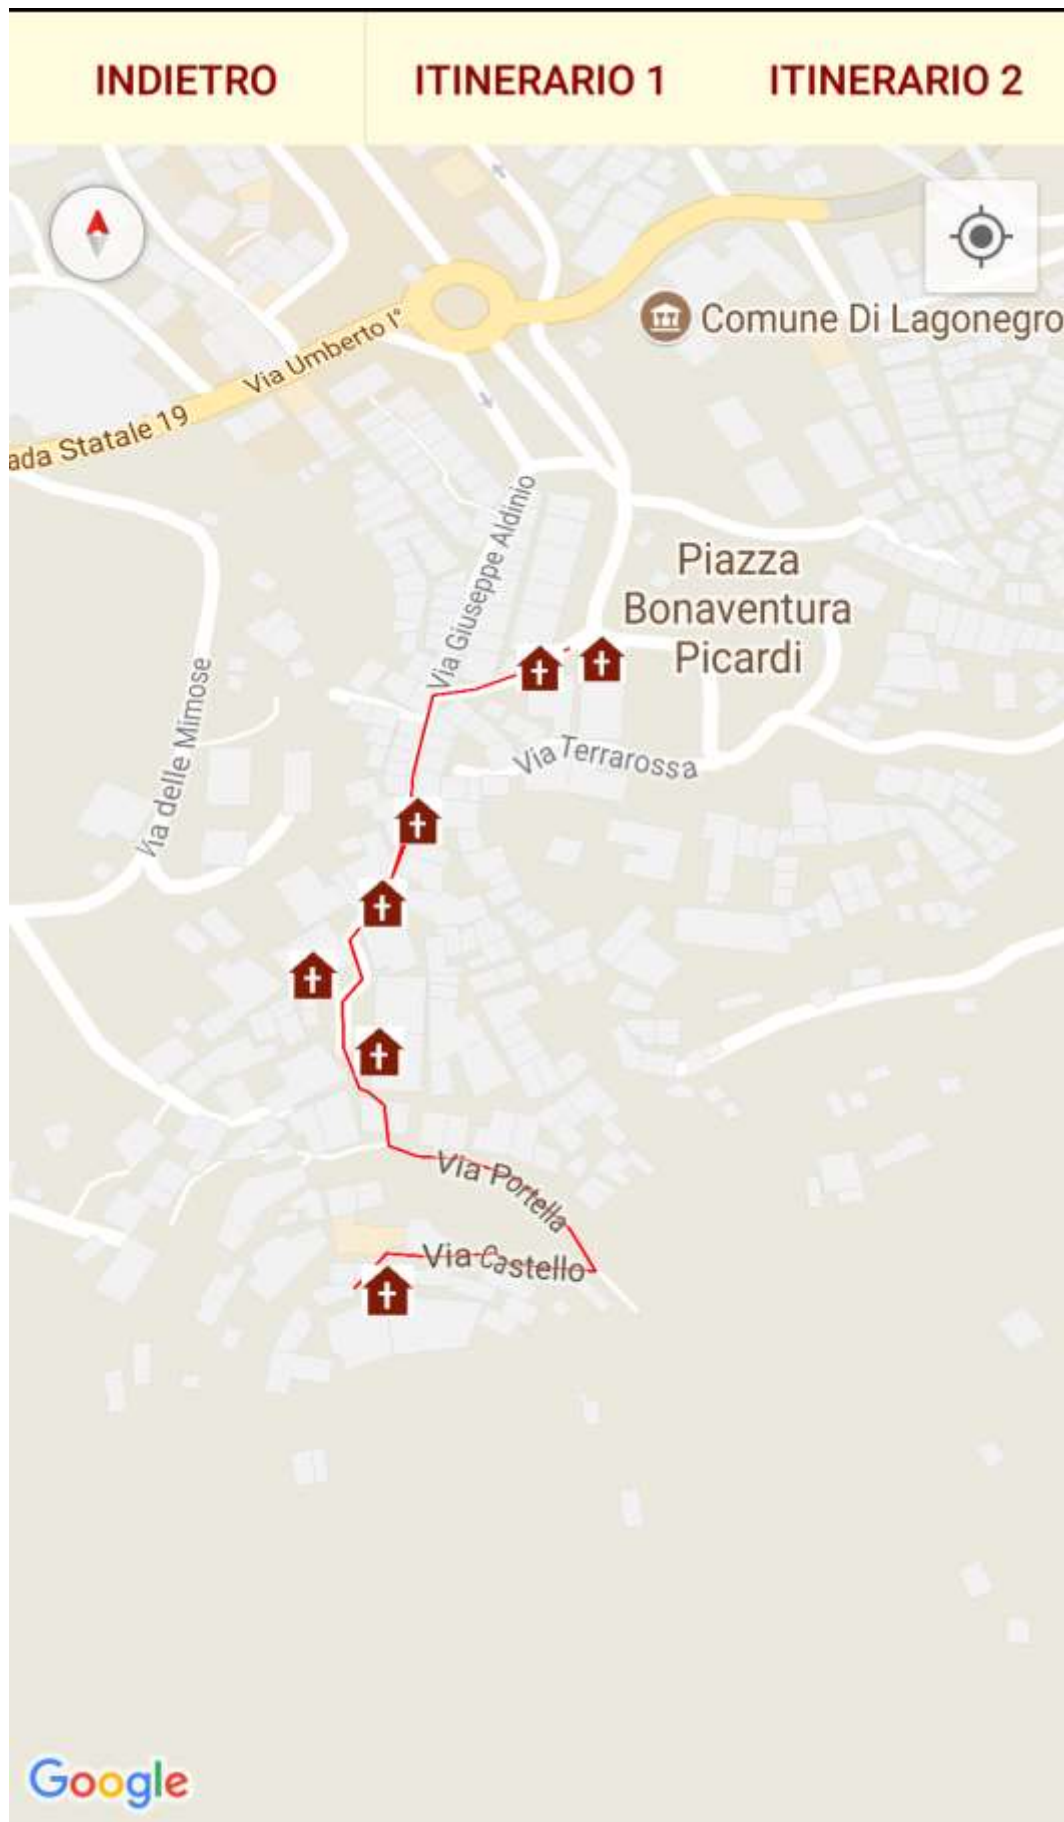 INDIETRO
ITINERARIO 1
ITINERARIO 2
Comune Di Lagonegro
Via Umberto I°
ada Statale 19
Via Giuseppe Aldinio
Piazza
Bonaventura
Picardi
Via delle Mimose
Via Terrarossa
Via Portella
Via Castello
Google